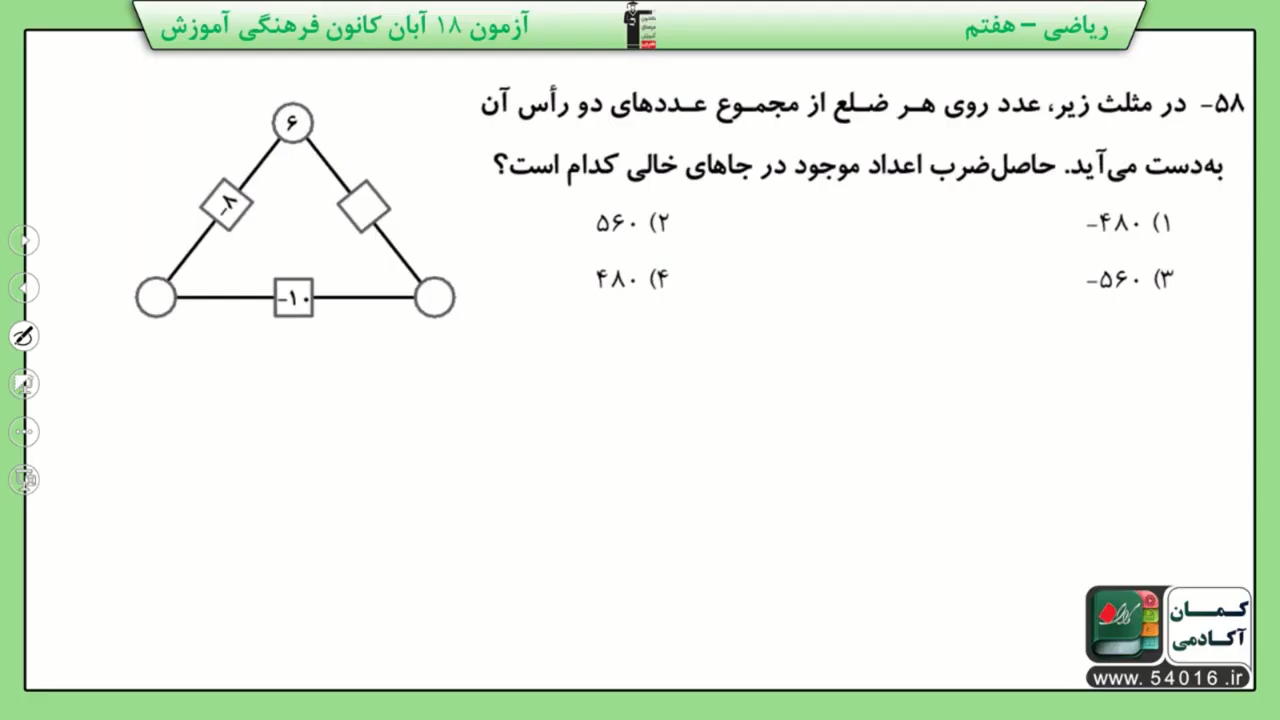 ریاضی – هفتم
آزمون ۱۸ آبان کانون فرهنگی آموزش
۵۸- در مثلث زیر، عدد روی هر ضلع از مجموع عددهای دو رأس آن
به‌دست می‌آید. حاصل‌ضرب اعداد موجود در جاهای خالی کدام است؟
۱) ۴۸۰-
۲) ۵۶۰
۳) ۵۶۰-
۴) ۴۸۰
۶
-۸
-۱۰
کمان
آکادمی
www. 54016 .ir